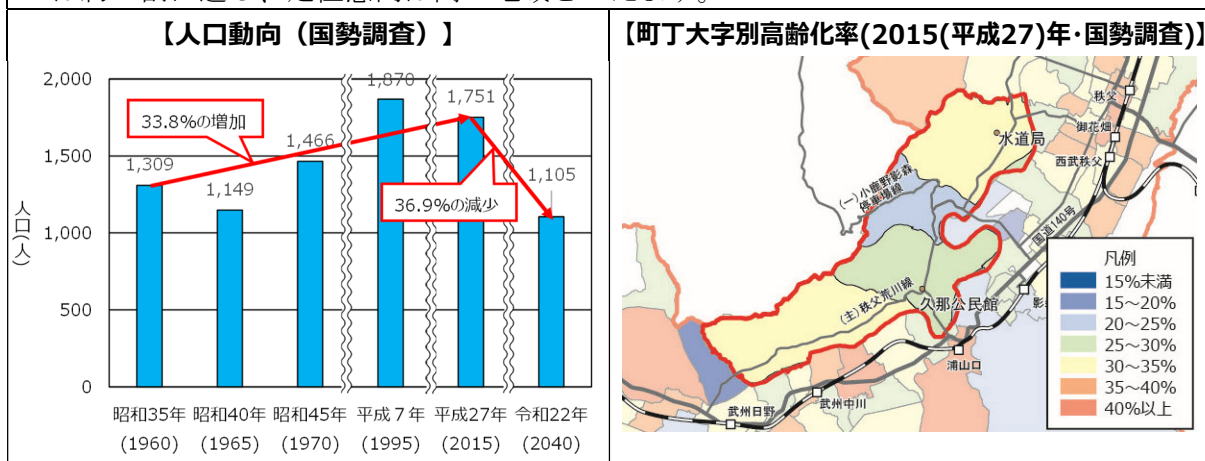 【人口動向（国勢調査）】
2,000
1,500
1,000
500
0
人口(人)
1,309
1,149
1,466
1,870
1,751
1,105
33.8%の増加
36.9%の減少
昭和35年
(1960)
昭和40年
(1965)
昭和45年
(1970)
平成７年
(1995)
平成27年
(2015)
令和22年
(2040)
【町丁大字別高齢化率(2015(平成27)年・国勢調査)】
秩父
御花畑
西武秩父
水道局
(一)小鹿野影森
停車場線
国道140号
(主)秩父荒川線
久那公民館
浦山口
武州中川
武州日野
凡例
15%未満
15～20%
20～25%
25～30%
30～35%
35～40%
40%以上